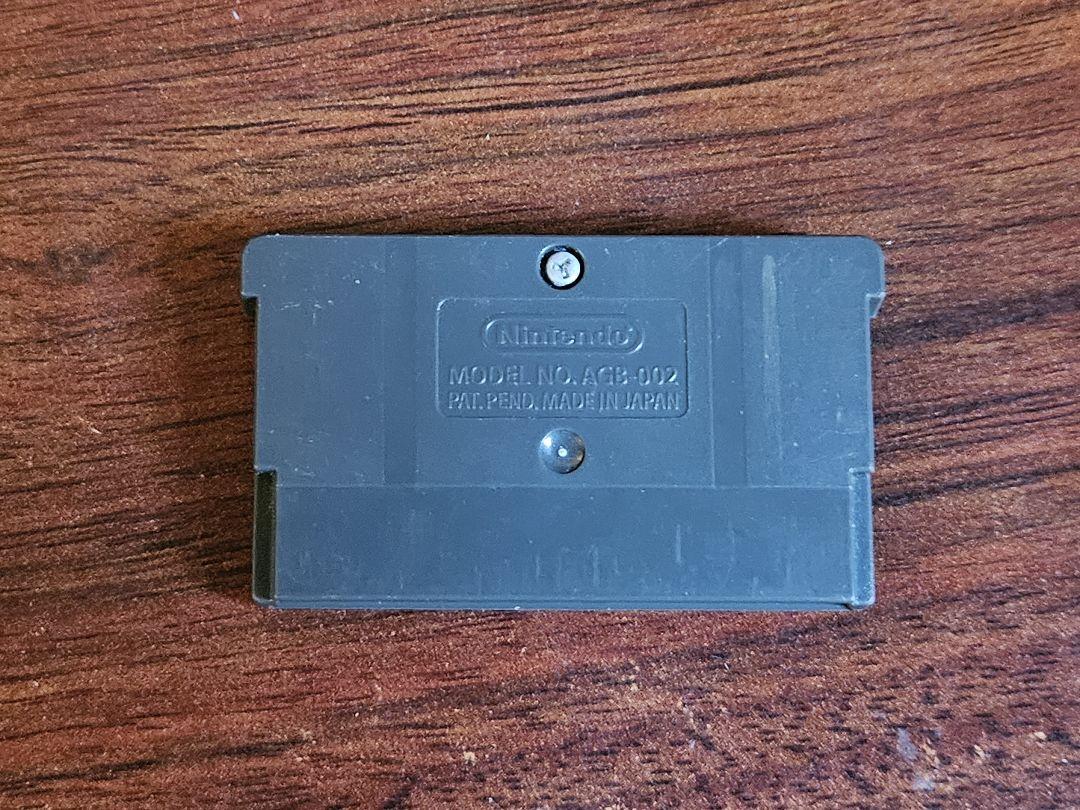 Nintendo
MODEL NO. AGB-002
PAT. PEND. MADE IN JAPAN